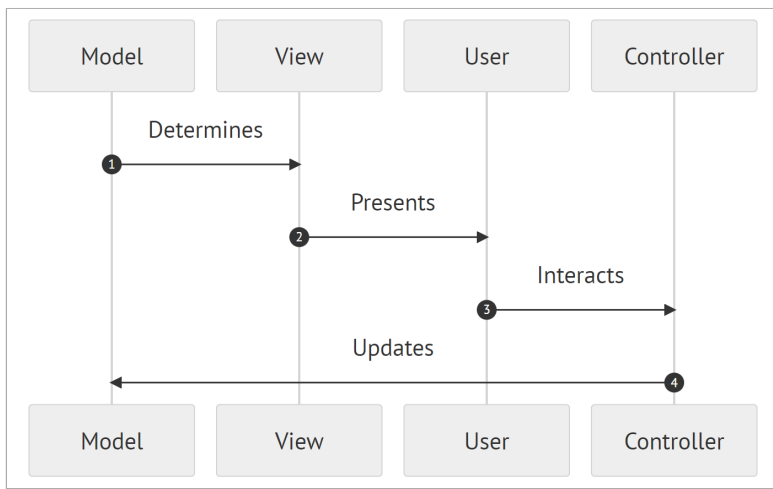 Model
View
User
Controller
Determines
1
Presents
2
Interacts
3
Updates
4
Model
View
User
Controller